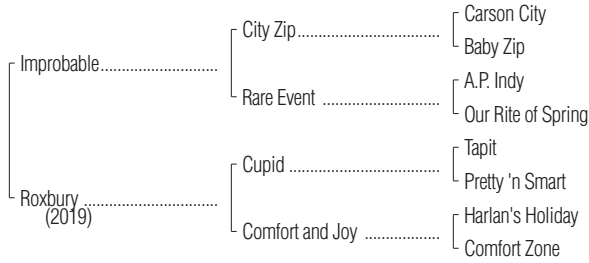 Carson City
City Zip..................................
Baby Zip
Improbable............................
A.P. Indy
Rare Event ............................
Our Rite of Spring
Tapit
Cupid ....................................
Pretty 'n Smart
Roxbury ................................
(2019)
Harlan's Holiday
Comfort and Joy ..................
Comfort Zone